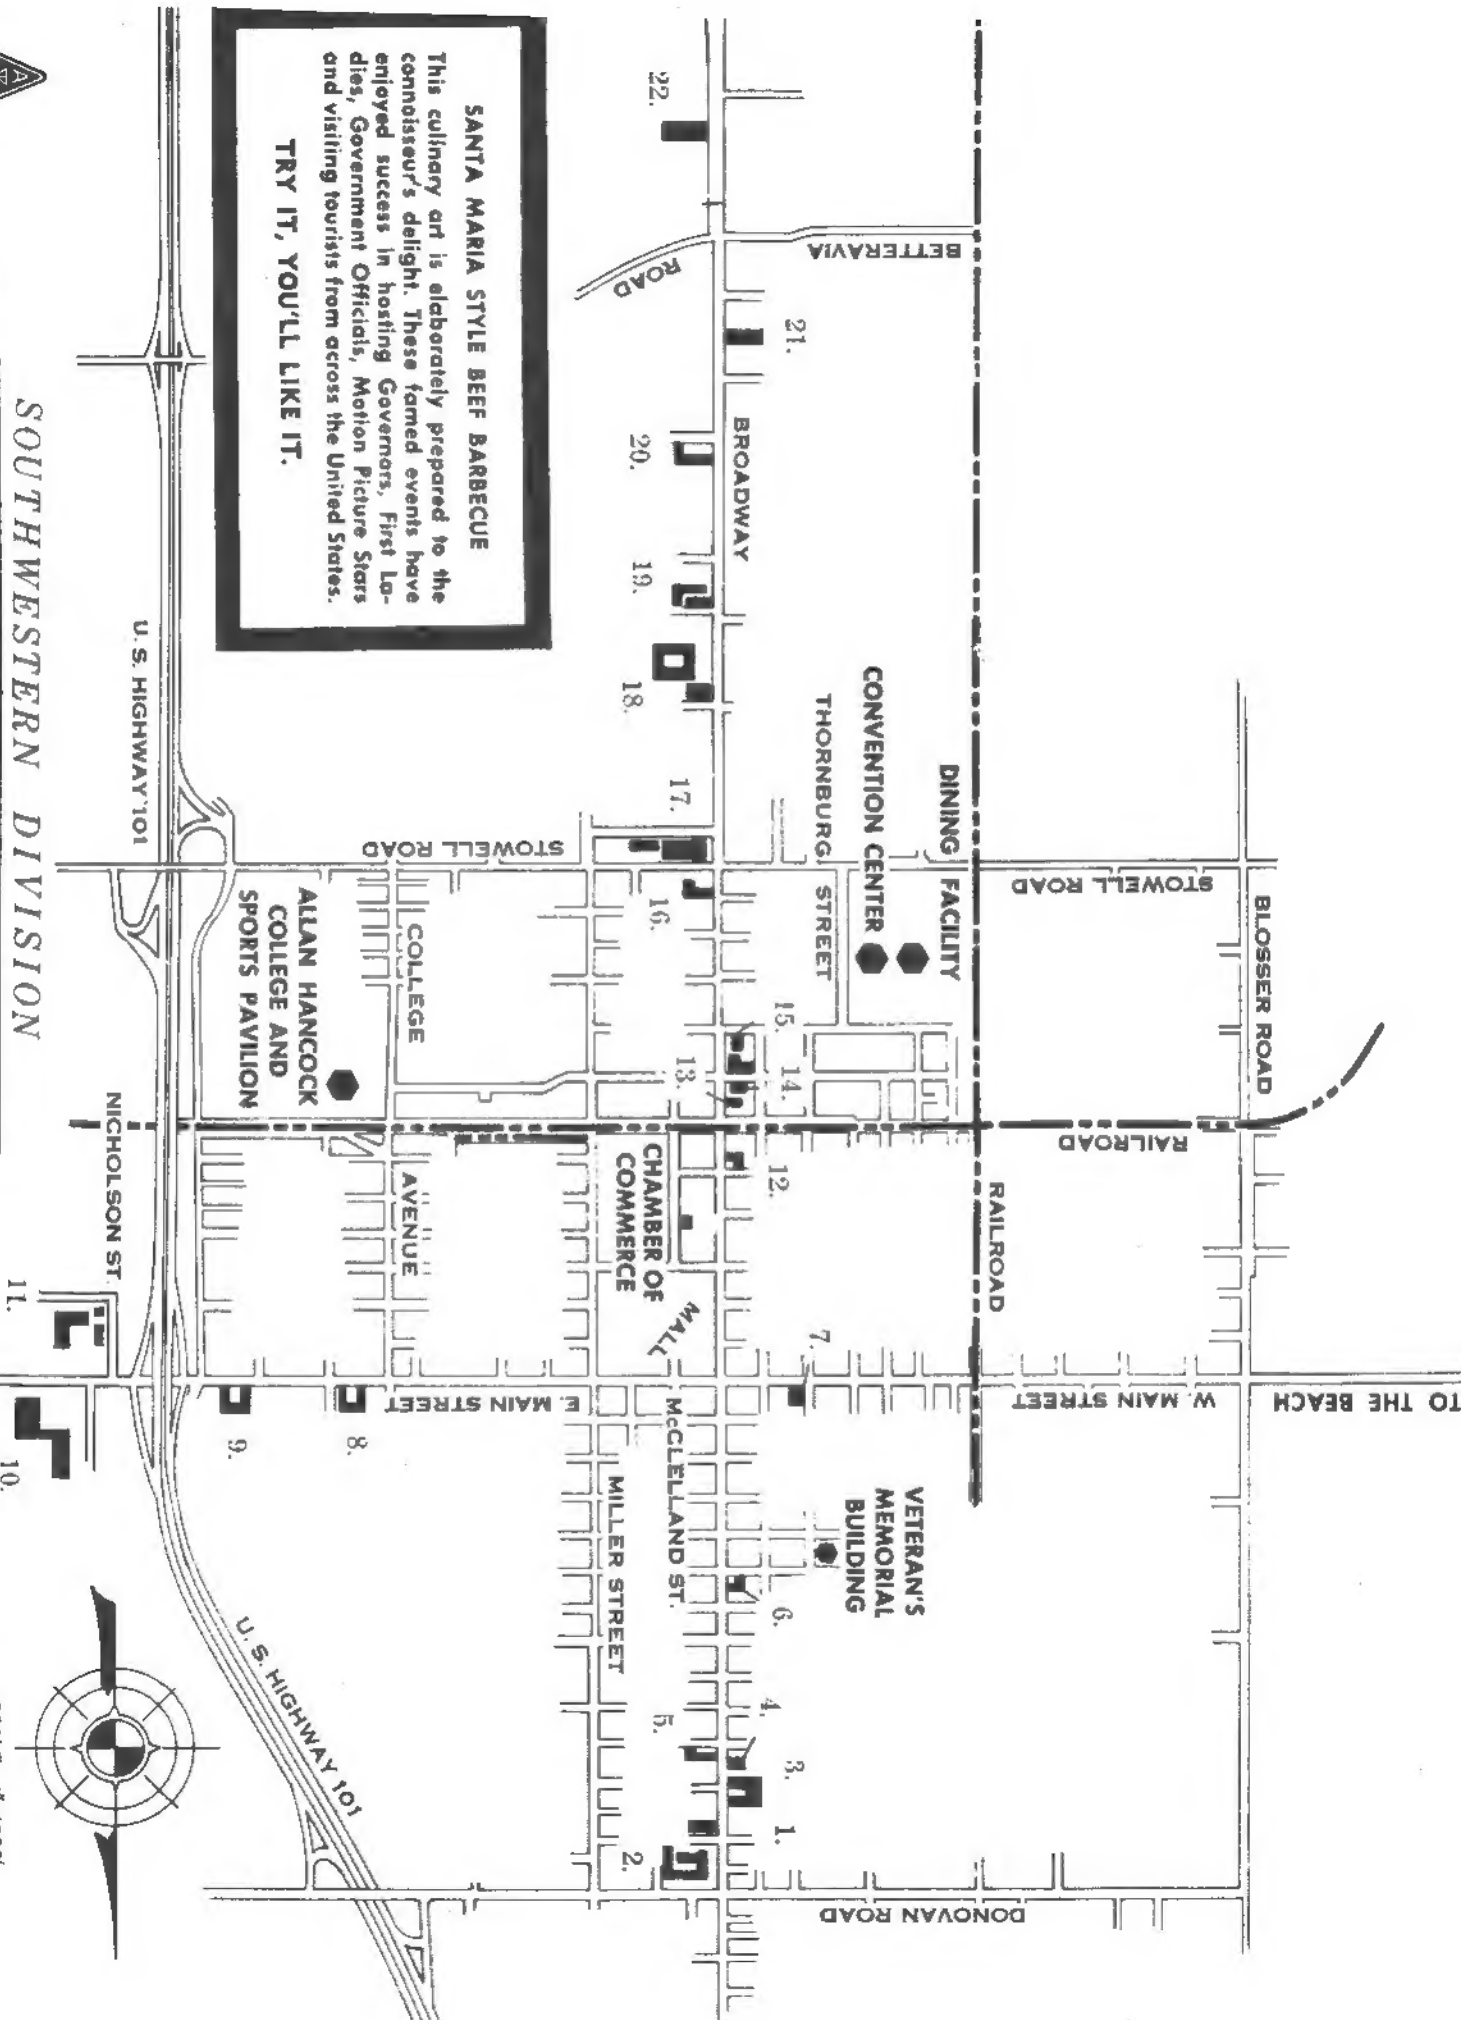 SANTA MARIA STYLE BEEF BARBECUE
This culinary art is elaborately prepared to the
connoisseur's delight. These famed events have
enjoyed success in hosting Governors, First La-
dies, Government Officials, Motion Picture Stars
and visiting tourists from across the United States.
TRY IT, YOU'LL LIKE IT.
22.
BETTERAVIA
ROAD
21.
BROADWAY
20.
19.
18.
17.
U.S. HIGHWAY 101
SOUTHWESTERN DIVISION
THORNBURG STREET
CONVENTION CENTER
DINING FACILITY
STOWELL ROAD
STOWELL ROAD
BLOSSER ROAD
16.
15.
14.
13.
12.
COLLEGE
AVENUE
ALLAN HANCOCK
COLLEGE AND
SPORTS PAVILION
RAILROAD
RAILROAD
CHAMBER OF
COMMERCE
MALL
NICHOLSON ST.
11.
10.
9.
8.
7.
E. MAIN STREET
W. MAIN STREET
TO THE BEACH
McCLELLAND ST.
MILLER STREET
VETERAN'S
MEMORIAL
BUILDING
6.
5.
4.
3.
1.
2.
U. S. HIGHWAY 101
DONOVAN ROAD